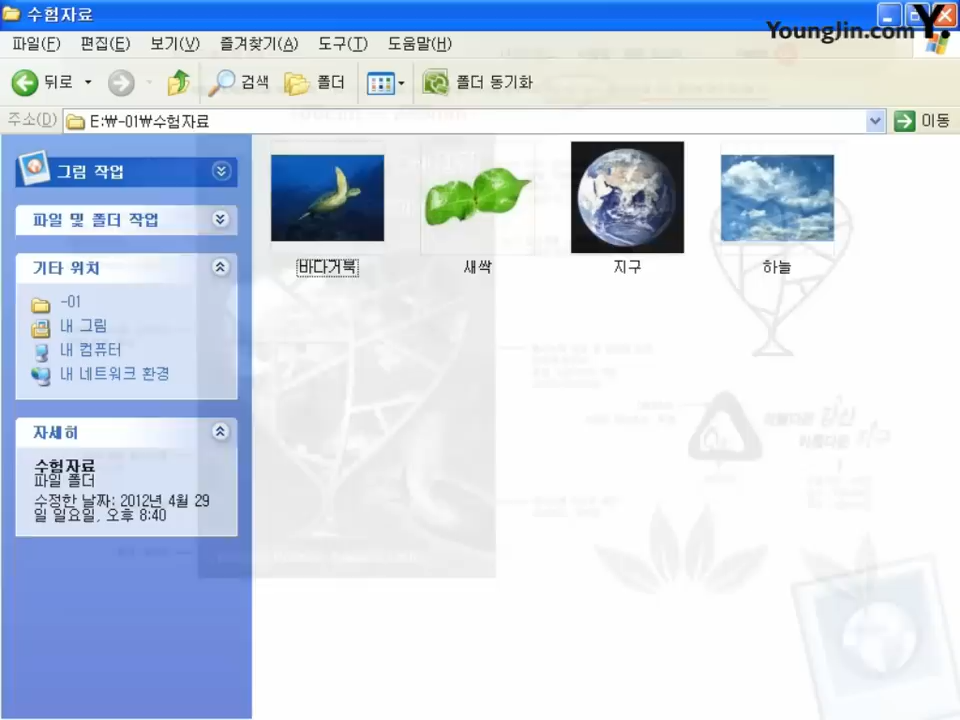 수험자료
YoungJin.com Y.
파일(F) 편집(E) 보기(V) 즐겨찾기(A) 도구(T) 도움말(H)
뒤로 검색 폴더 폴더 동기화
주소(D) E:₩-01₩수험자료 이동
그림 작업
파일 및 폴더 작업
기타 위치
-01
내 그림
내 컴퓨터
내 네트워크 환경
자세히
수험자료
파일 폴더
수정한 날짜: 2012년 4월 29
일 일요일, 오후 8:40
바다거북 새싹 지구 하늘